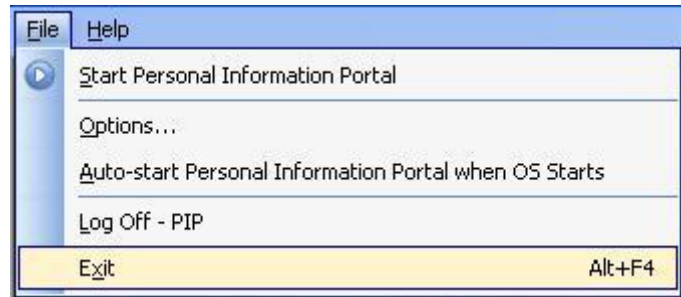 File Help
Start Personal Information Portal
Options...
Auto-start Personal Information Portal when OS Starts
Log Off - PIP
Exit Alt+F4